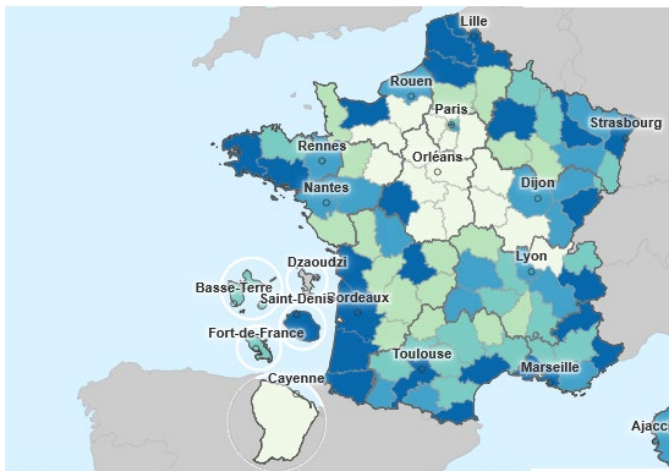 Lille
Rouen
Paris
Strasbourg
Rennes
Orléans
Nantes
Dijon
Lyon
Dzaoudzi
Basse-Terre
Saint-Denis
Bordeaux
Fort-de-France
Toulouse
Marseille
Cayenne
Ajacci